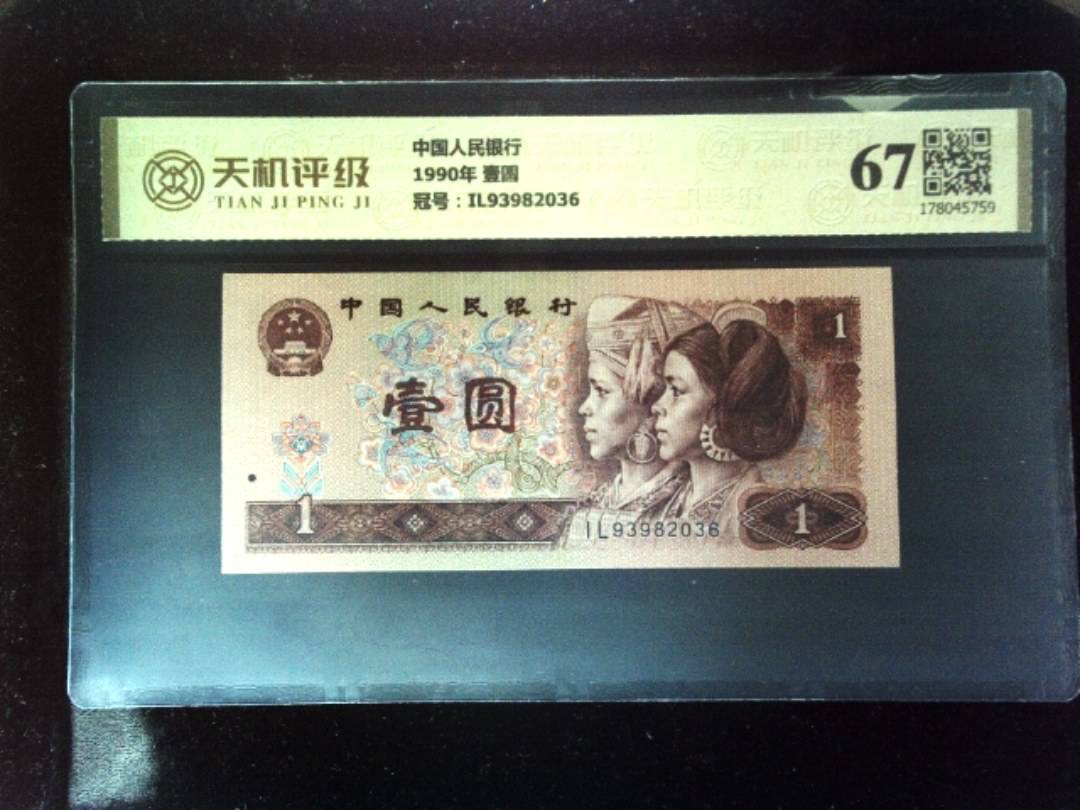 天机评级
TIAN JI PING JI
中国人民银行
1990年 壹圆
冠号：IL93982036
67
178045759
中国人民银行
1
壹圆
1
IL93982036
1